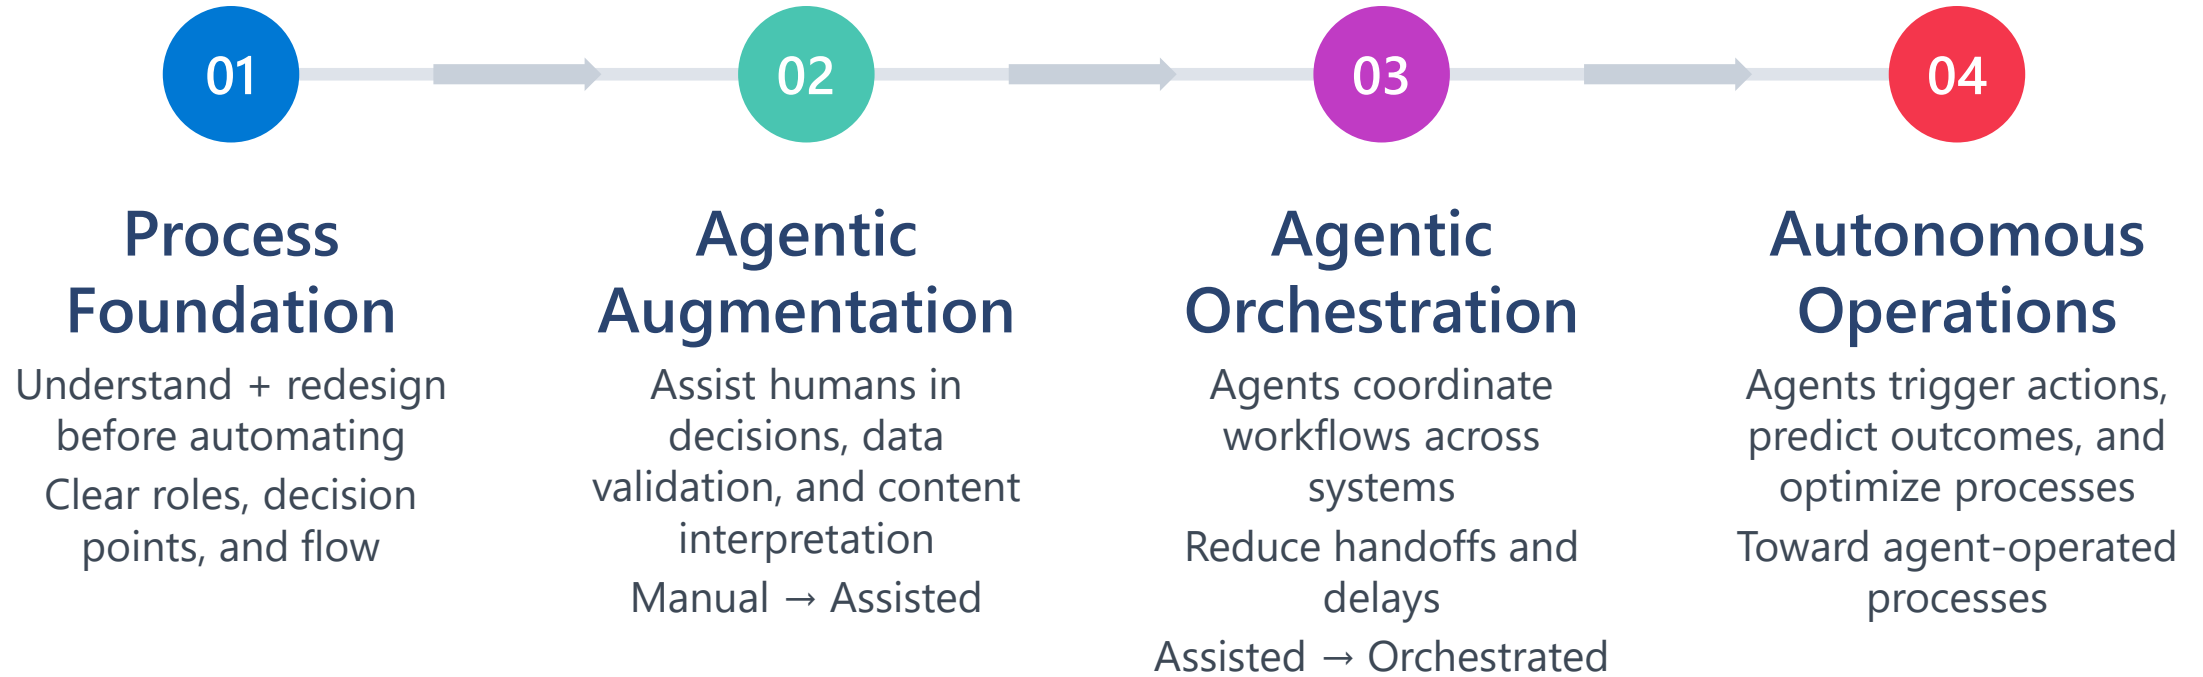 01
02
03
04
Process
Foundation
Understand + redesign
before automating
Clear roles, decision
points, and flow
Agentic
Augmentation
Assist humans in
decisions, data
validation, and content
interpretation
Manual → Assisted
Agentic
Orchestration
Agents coordinate
workflows across
systems
Reduce handoffs and
delays
Assisted → Orchestrated
Autonomous
Operations
Agents trigger actions,
predict outcomes, and
optimize processes
Toward agent-operated
processes